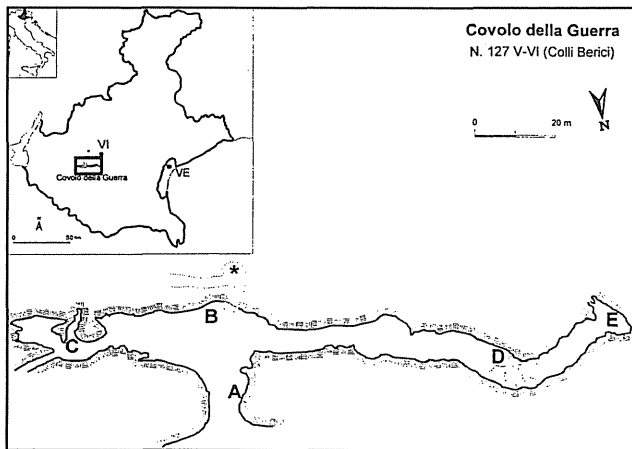 Covolo della Guerra
N. 127 V-VI (Colli Berici)
0 20 m
N
VI
VE
Covolo della Guerra
0 50 km
*
B
C
A
D
E